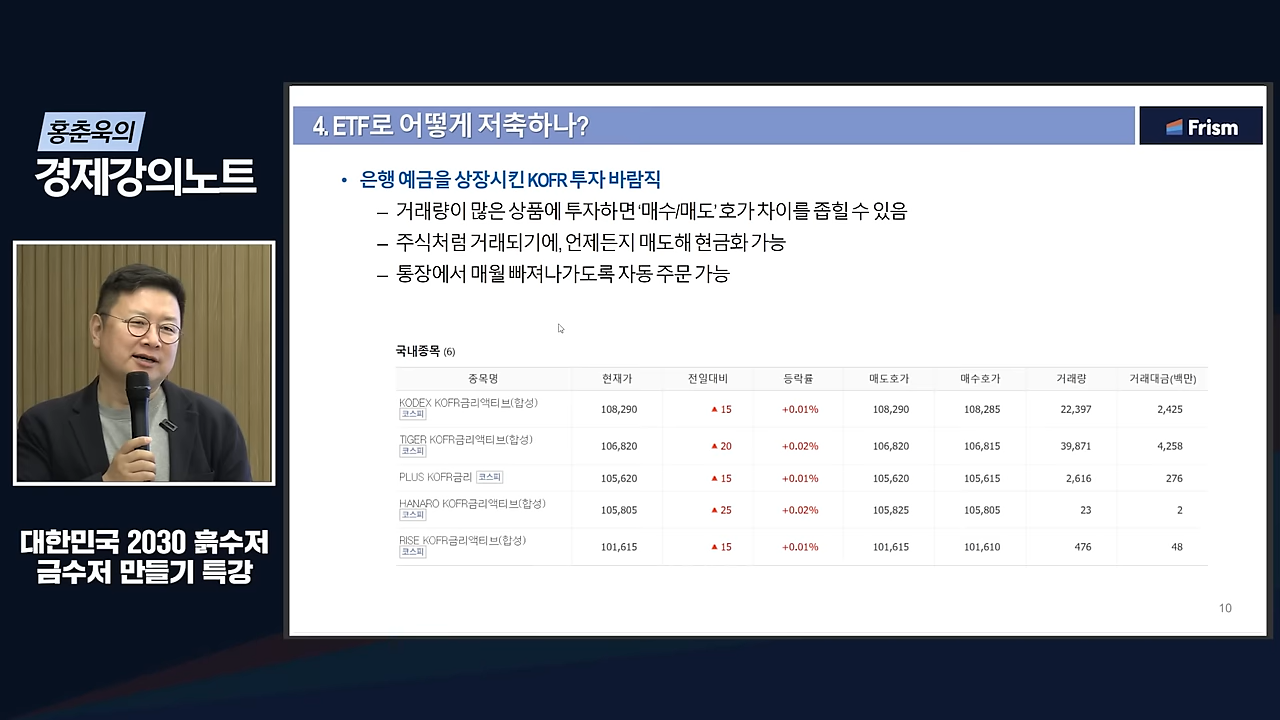 홍춘욱의
경제강의노트
대한민국 2030 흙수저
금수저 만들기 특강
4. ETF로 어떻게 저축하나?
Frism
• 은행 예금을 상장시킨 KOFR 투자 바람직
– 거래량이 많은 상품에 투자하면 ‘매수/매도’ 호가 차이를 좁힐 수 있음
– 주식처럼 거래되기에, 언제든지 매도해 현금화 가능
– 통장에서 매월 빠져나가도록 자동 주문 가능
국내종목 (6)
종목명 현재가 전일대비 등락률 매도호가 매수호가 거래량 거래대금(백만)
KODEX KOFR금리액티브(합성)
코스피
108,290 ▲ 15 +0.01% 108,290 108,285 22,397 2,425
TIGER KOFR금리액티브(합성)
코스피
106,820 ▲ 20 +0.02% 106,820 106,815 39,871 4,258
PLUS KOFR금리 코스피 105,620 ▲ 15 +0.01% 105,620 105,615 2,616 276
HANARO KOFR금리액티브(합성)
코스피
105,805 ▲ 25 +0.02% 105,825 105,805 23 2
RISE KOFR금리액티브(합성)
코스피
101,615 ▲ 15 +0.01% 101,615 101,610 476 48
10